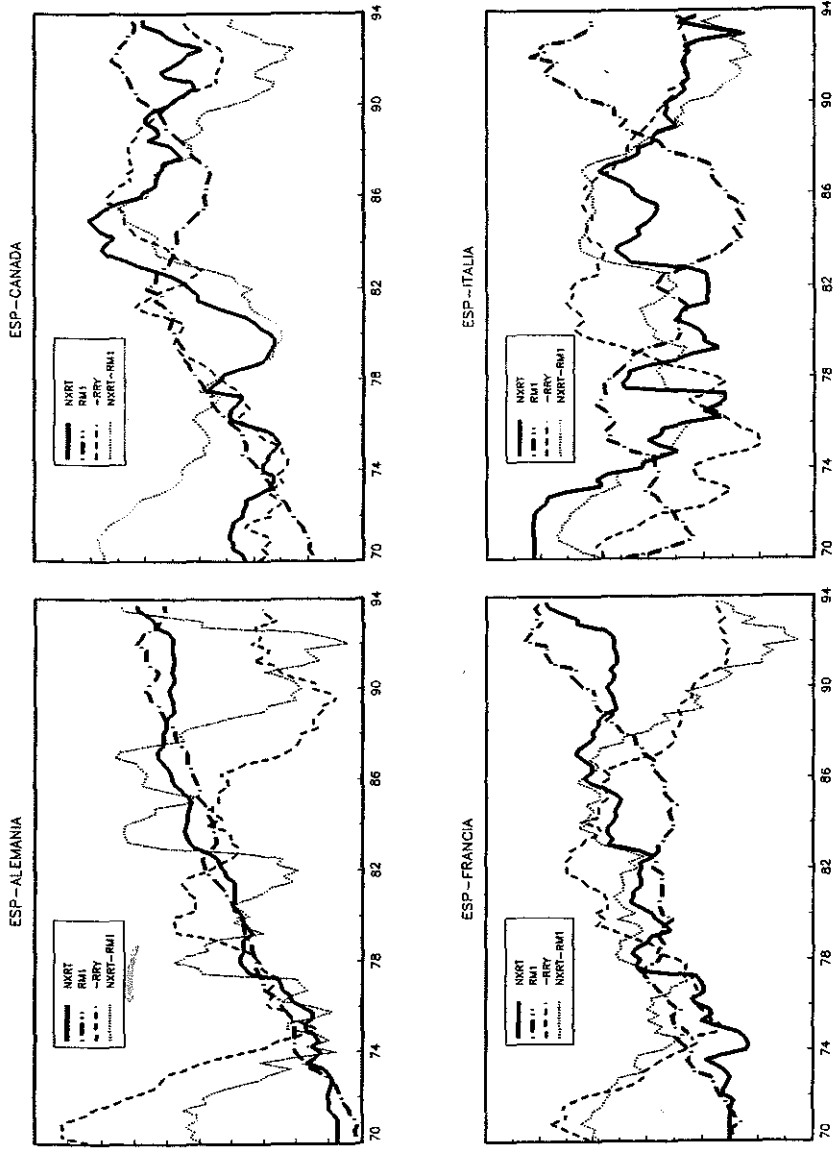 ESP-ALEMANIA
NXRT
RM1
-RRY
NXRT-RM1
70 74 78 82 86 90 94
ESP-CANADA
NXRT
RM1
-RRY
NXRT-RM1
70 74 78 82 86 90 94
ESP-FRANCIA
NXRT
RM1
-RRY
NXRT-RM1
70 74 78 82 86 90 94
ESP-ITALIA
NXRT
RM1
-RRY
NXRT-RM1
70 74 78 82 86 90 94